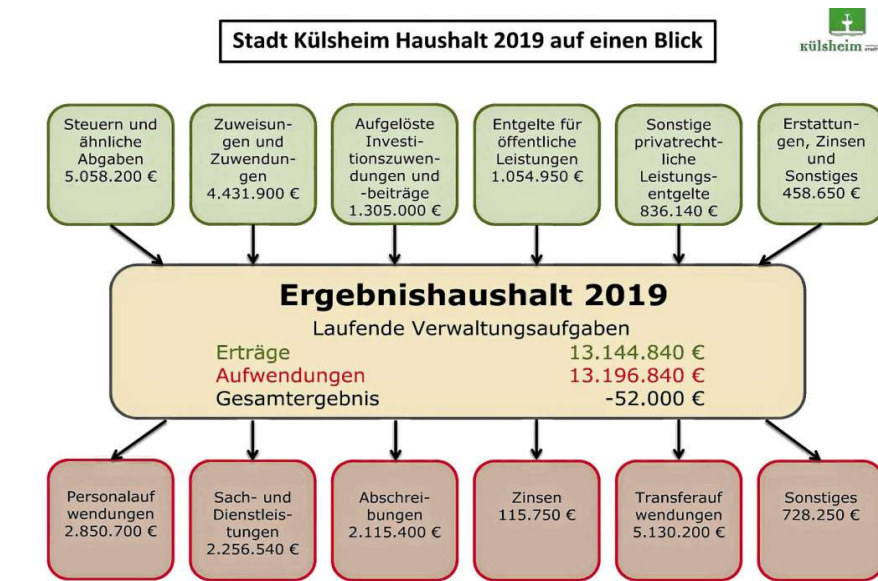 Stadt Külsheim Haushalt 2019 auf einen Blick
Külsheim
Steuern und
ähnliche
Abgaben
5.058.200 €
Zuweisun-
gen und
Zuwendun-
gen
4.431.900 €
Aufgelöste
Investi-
tionszuwen-
dungen und
-beiträge
1.305.000 €
Entgelte für
öffentliche
Leistungen
1.054.950 €
Sonstige
privatrecht-
liche
Leistungs-
entgelte
836.140 €
Erstattun-
gen, Zinsen
und
Sonstiges
458.650 €
Ergebnishaushalt 2019
Laufende Verwaltungsaufgaben
Erträge 13.144.840 €
Aufwendungen 13.196.840 €
Gesamtergebnis -52.000 €
Personalauf
wendungen
2.850.700 €
Sach- und
Dienstleis-
tungen
2.256.540 €
Abschrei-
bungen
2.115.400 €
Zinsen
115.750 €
Transferauf
wendungen
5.130.200 €
Sonstiges
728.250 €